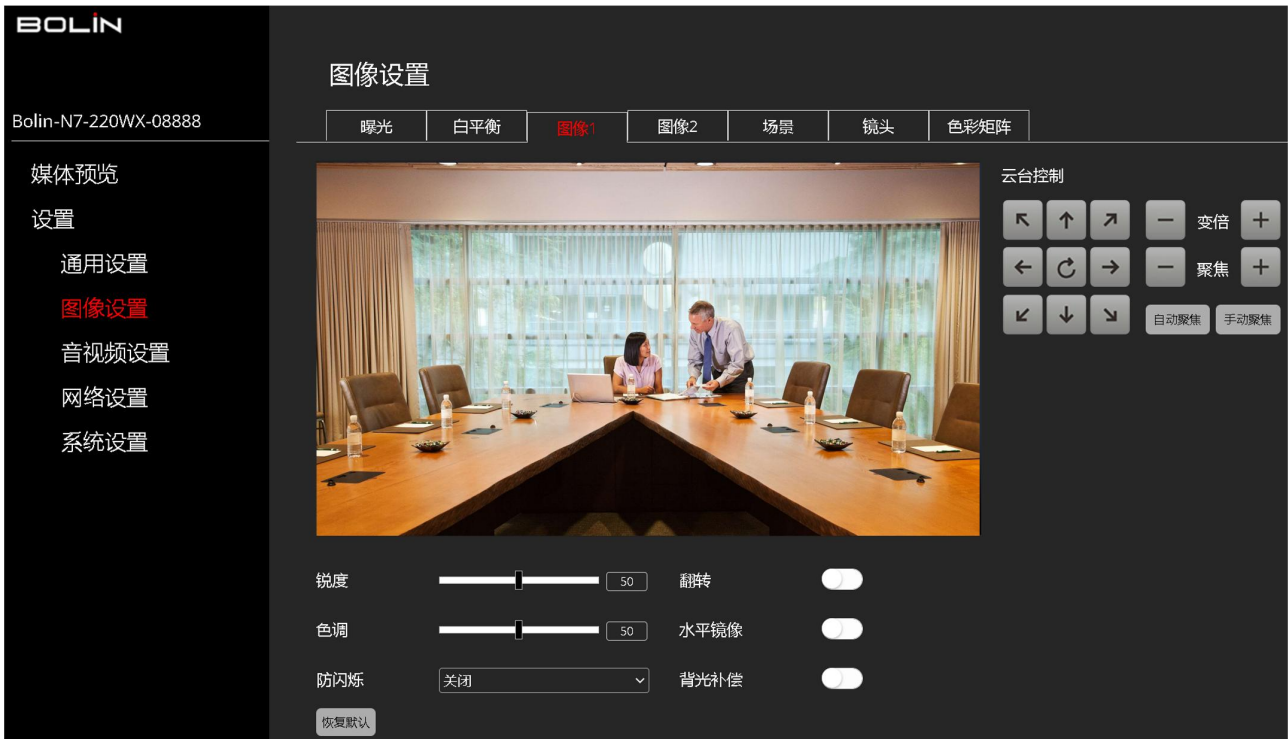 BOLIN
图像设置
Bolin-N7-220WX-08888
曝光 白平衡 图像1 图像2 场景 镜头 色彩矩阵
媒体预览
设置
通用设置
图像设置
音视频设置
网络设置
系统设置
云台控制
变倍
聚焦
自动聚焦 手动聚焦
锐度 50 翻转
色调 50 水平镜像
防闪烁 关闭 背光补偿
恢复默认